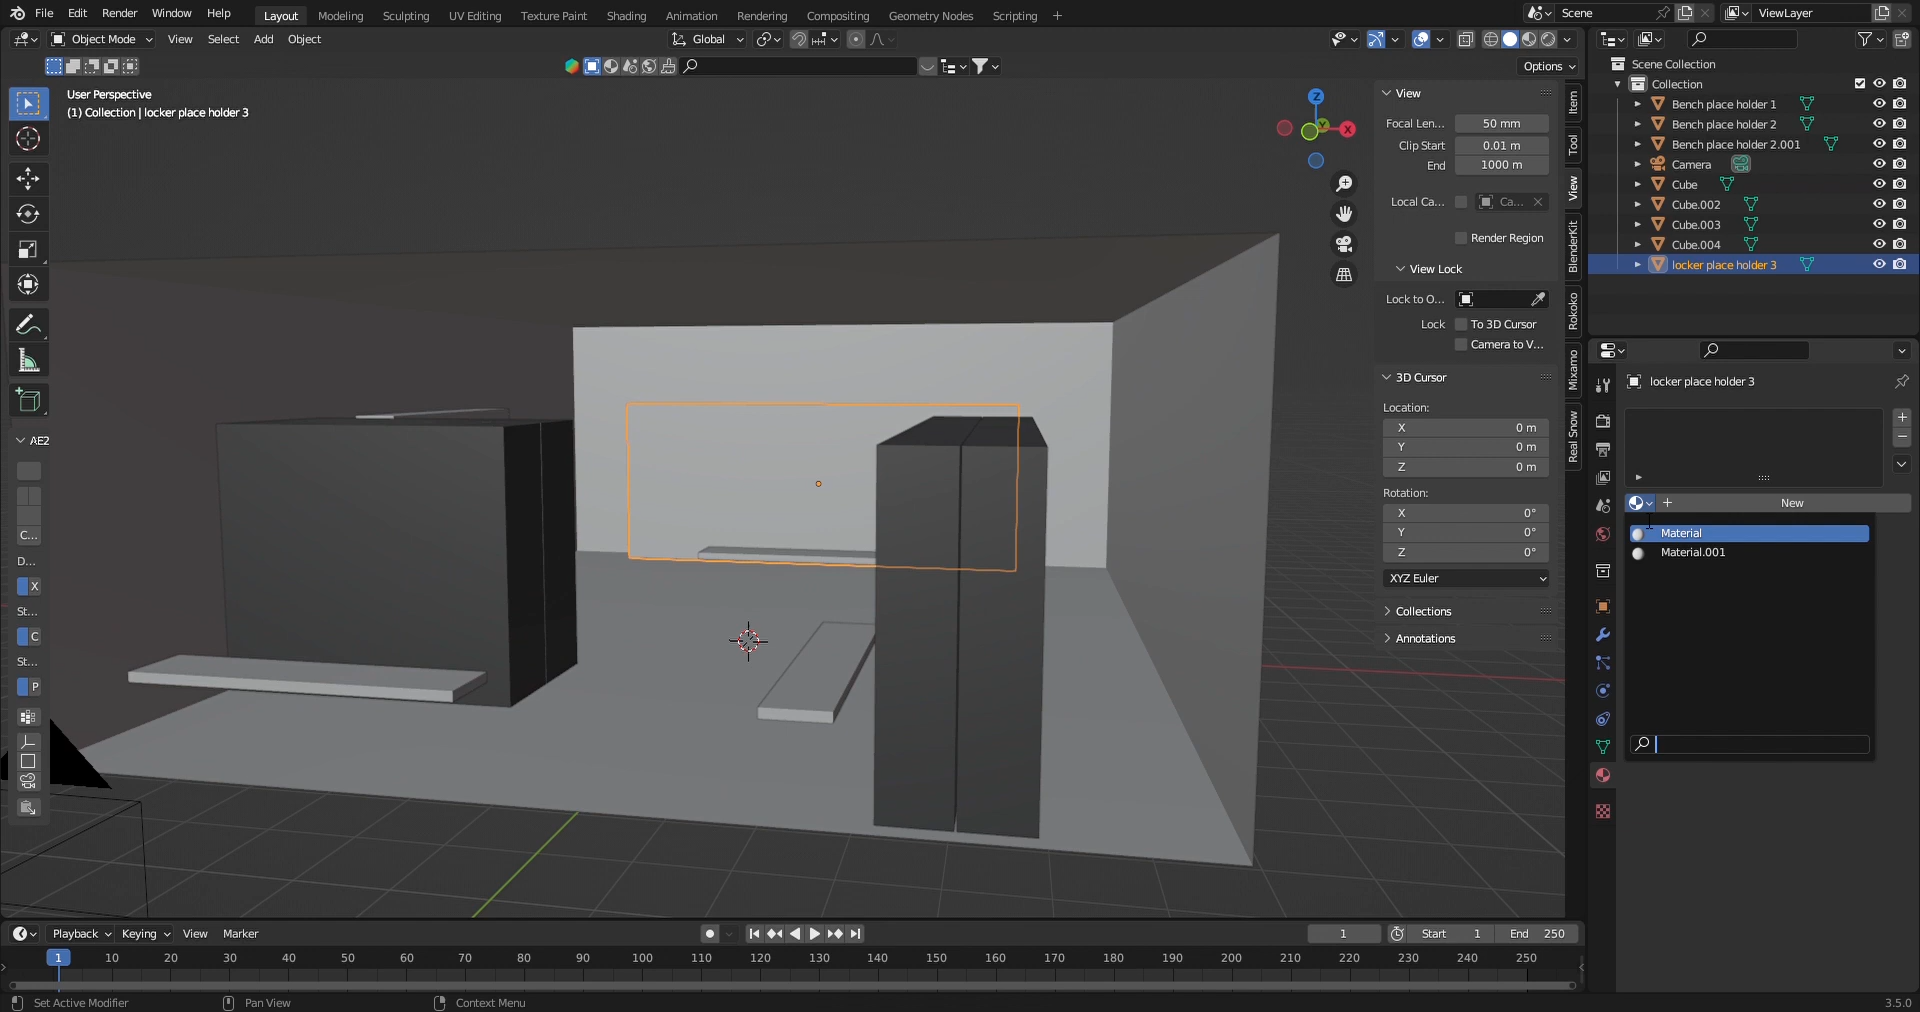 File Edit Render Window Help Layout Modeling Sculpting UV Editing Texture Paint Shading Animation Rendering Compositing Geometry Nodes Scripting + Scene ViewLayer
Object Mode View Select Add Object Global
Options
User Perspective
(1) Collection | locker place holder 3
Z
Y
X
AE2
C...
D...
X
St...
C
St...
P
View
Focal Len... 50 mm
Clip Start 0.01 m
End 1000 m
Local Ca... Ca...
Render Region
View Lock
Lock to O...
Lock To 3D Cursor
Camera to V...
3D Cursor
Location:
X 0 m
Y 0 m
Z 0 m
Rotation:
X 0°
Y 0°
Z 0°
XYZ Euler
Collections
Annotations
Item
Tool
View
BlenderKit
Rokoko
Mixamo
Real Snow
Scene Collection
Collection
Bench place holder 1
Bench place holder 2
Bench place holder 2.001
Camera
Cube
Cube.002
Cube.003
Cube.004
locker place holder 3
locker place holder 3
New
Material
Material.001
Playback Keying View Marker 1 Start 1 End 250
1 10 20 30 40 50 60 70 80 90 100 110 120 130 140 150 160 170 180 190 200 210 220 230 240 250
Set Active Modifier Pan View Context Menu 3.5.0